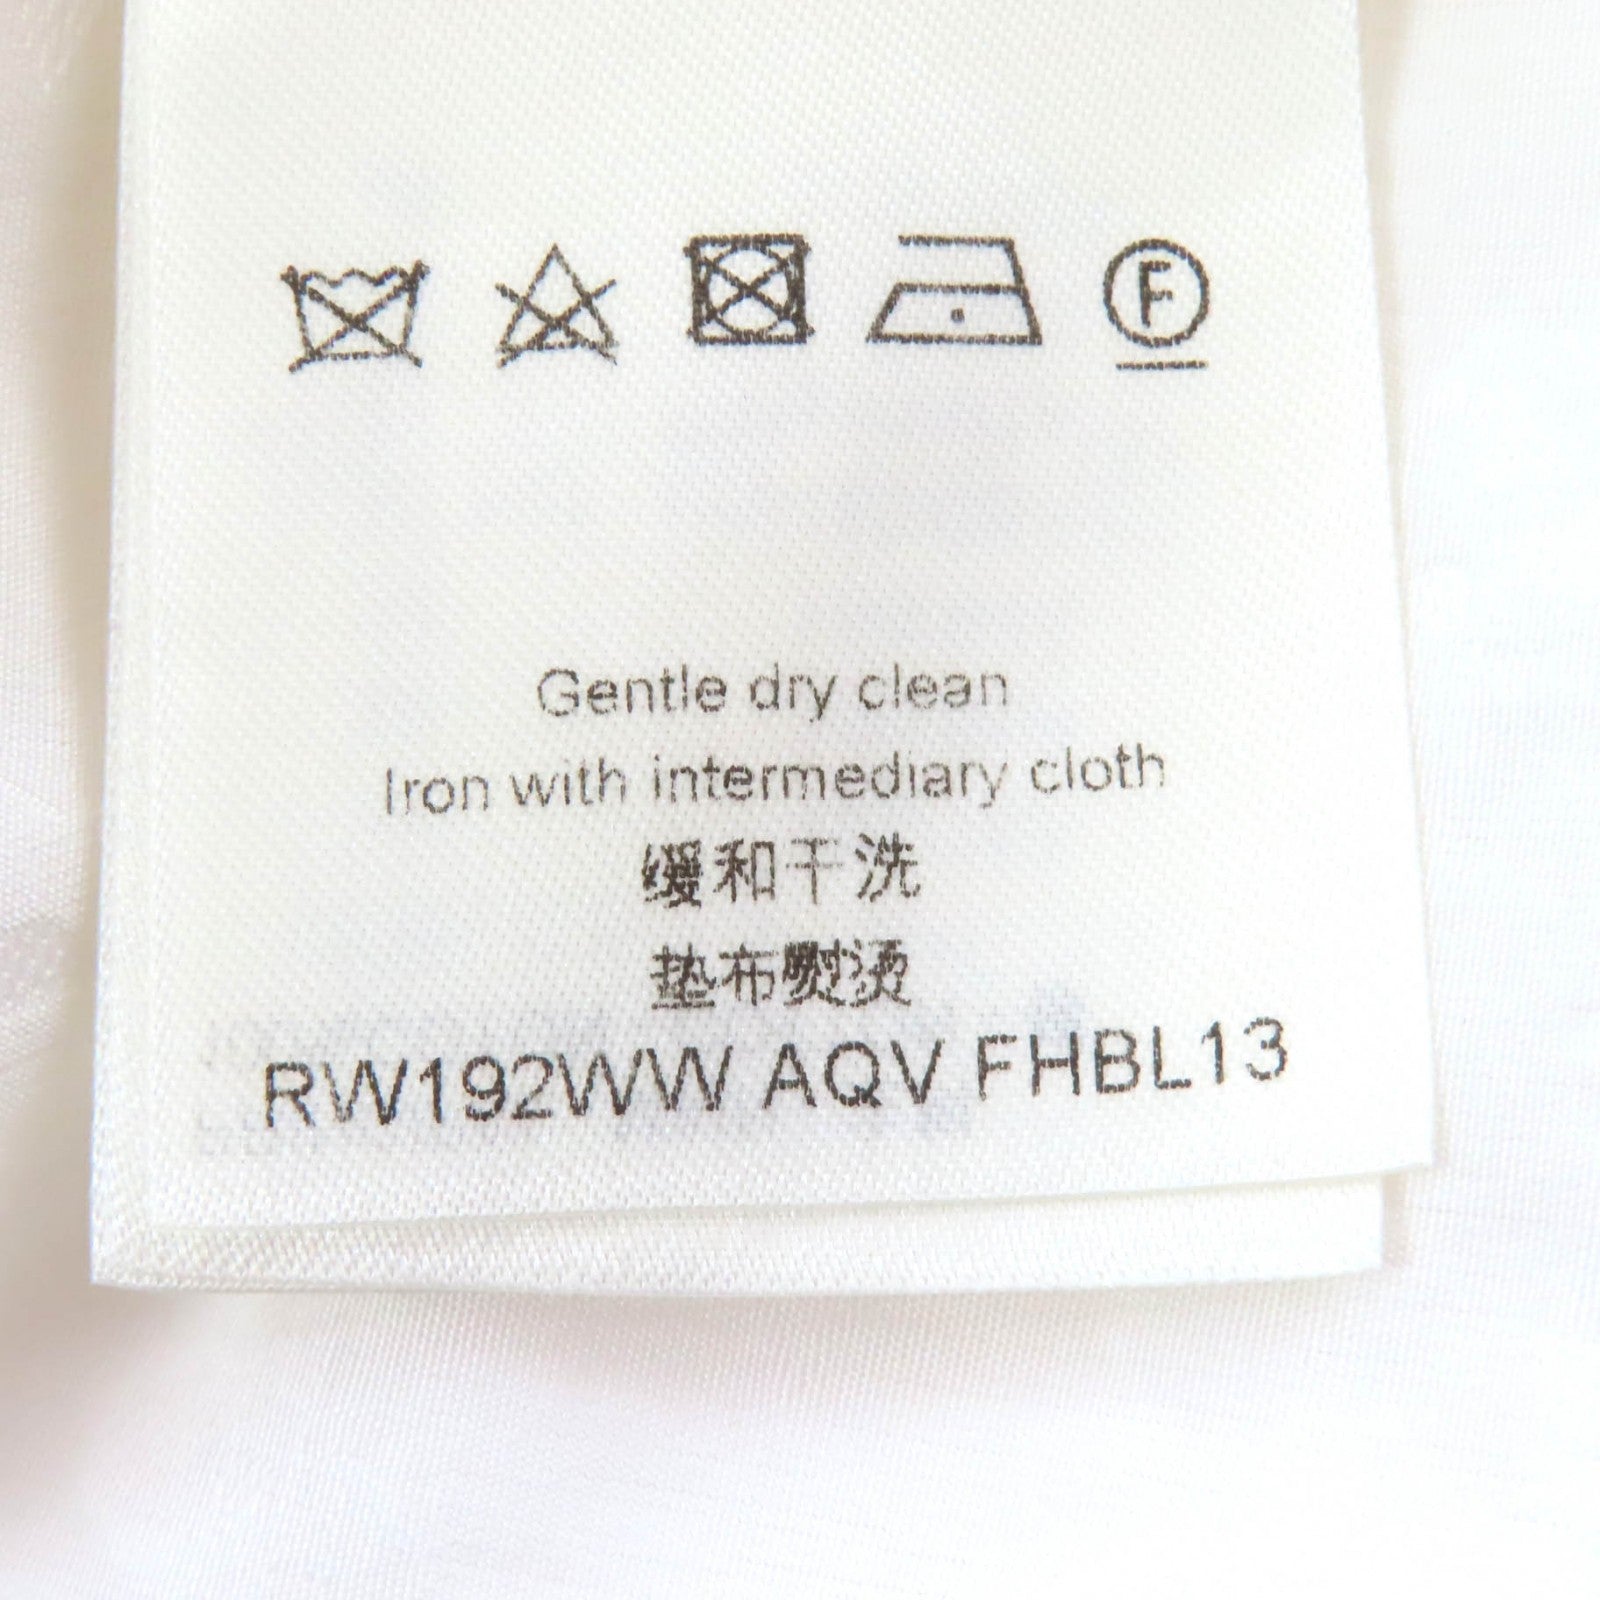 F
Gentle dry clean
Iron with intermediary cloth
缓和干洗
垫布熨烫
RW192WW AQV FHBL13